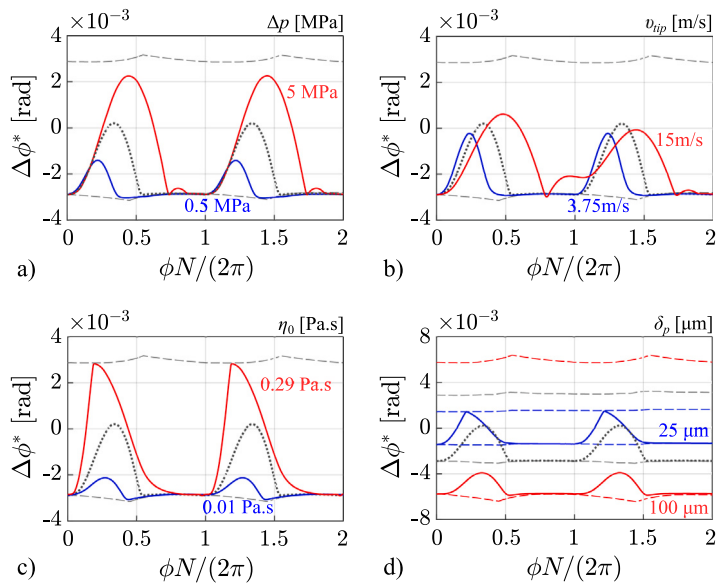 ×10⁻³ Δp [MPa]
4
2
0
-2
-4
Δϕ* [rad]
5 MPa
0.5 MPa
0 0.5 1 1.5 2
a) ϕN/(2π)
×10⁻³ υtip [m/s]
4
2
0
-2
-4
Δϕ* [rad]
15m/s
3.75m/s
0 0.5 1 1.5 2
b) ϕN/(2π)
×10⁻³ η₀ [Pa.s]
4
2
0
-2
-4
Δϕ* [rad]
0.29 Pa.s
0.01 Pa.s
0 0.5 1 1.5 2
c) ϕN/(2π)
×10⁻³ δₚ [μm]
8
4
0
-4
-8
Δϕ* [rad]
25 μm
100 μm
0 0.5 1 1.5 2
d) ϕN/(2π)